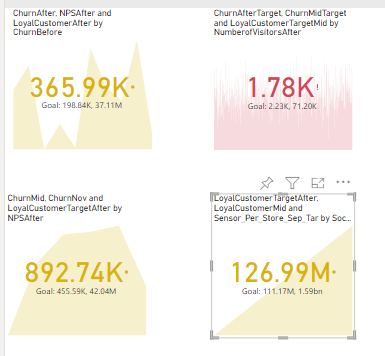 ChurnAfter, NPSAfter and
LoyalCustomerAfter by
ChurnBefore
365.99K
Goal: 198.84K, 37.11M
ChurnAfterTarget, ChurnMidTarget
and LoyalCustomerTargetMid by
NumberofVisitorsAfter
1.78K!
Goal: 2.23K, 71.20K
ChurnMid, ChurnNov and
LoyalCustomerTargetAfter by
NPSAfter
892.74K
Goal: 455.59K, 42.04M
LoyalCustomerTargetAfter,
LoyalCustomerMid and
Sensor_Per_Store_Sep_Tar by Soc...
126.99M
Goal: 111.17M, 1.59bn